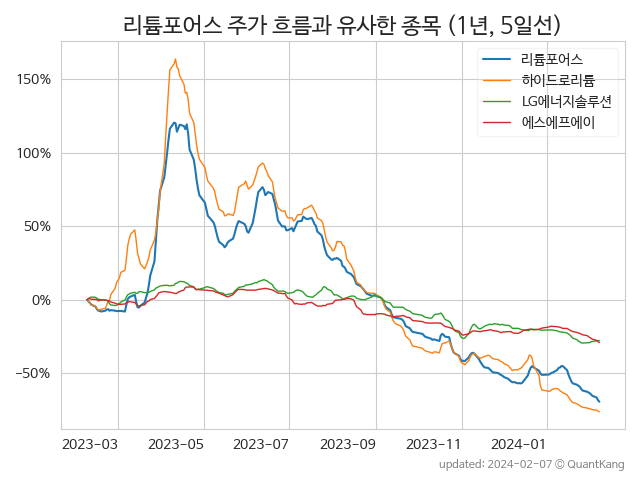 리튬포어스 주가 흐름과 유사한 종목 (1년, 5일선)
리튬포어스
하이드로리튬
LG에너지솔루션
에스에프에이
150%
100%
50%
0%
−50%
2023-03 2023-05 2023-07 2023-09 2023-11 2024-01
updated: 2024-02-07 © QuantKang